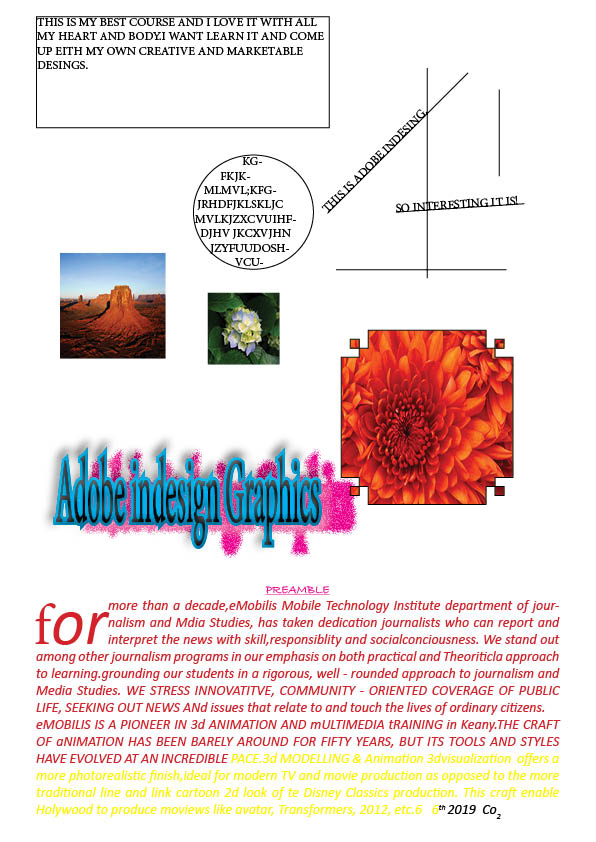 THIS IS MY BEST COURSE AND I LOVE IT WITH ALL
MY HEART AND BODY.I WANT LEARN IT AND COME
UP EITH MY OWN CREATIVE AND MARKETABLE
DESINGS.
THIS IS ADOBE INDESING.
SO INTERESTING IT IS!
KG-
FKJK-
MLMVL;KFG-
JRHDFJKLSKLJC
MVLKJZXCVUIHF-
DJHV JKCXVJHN
JZYFUUDOSH-
VCU-
Adobe indesign Graphics
PREAMBLE
for more than a decade,eMobilis Mobile Technology Institute department of jour-
nalism and Mdia Studies, has taken dedication journalists who can report and
interpret the news with skill,responsiblity and socialconciousness. We stand out
among other journalism programs in our emphasis on both practical and Theoriticla approach
to learning.grounding our students in a rigorous, well - rounded approach to journalism and
Media Studies. WE STRESS INNOVATITVE, COMMUNITY - ORIENTED COVERAGE OF PUBLIC
LIFE, SEEKING OUT NEWS ANd issues that relate to and touch the lives of ordinary citizens.
eMOBILIS IS A PIONEER IN 3d ANIMATION AND mULTIMEDIA tRAINING in Keany.THE CRAFT
OF aNIMATION HAS BEEN BARELY AROUND FOR FIFTY YEARS, BUT ITS TOOLS AND STYLES
HAVE EVOLVED AT AN INCREDIBLE PACE.3d MODELLING & Animation 3dvisualization offers a
more photorealistic finish,ideal for modern TV and movie production as opposed to the more
traditional line and link cartoon 2d look of te Disney Classics production. This craft enable
Holywood to produce moviews like avatar, Transformers, 2012, etc.6 6th 2019 Co2